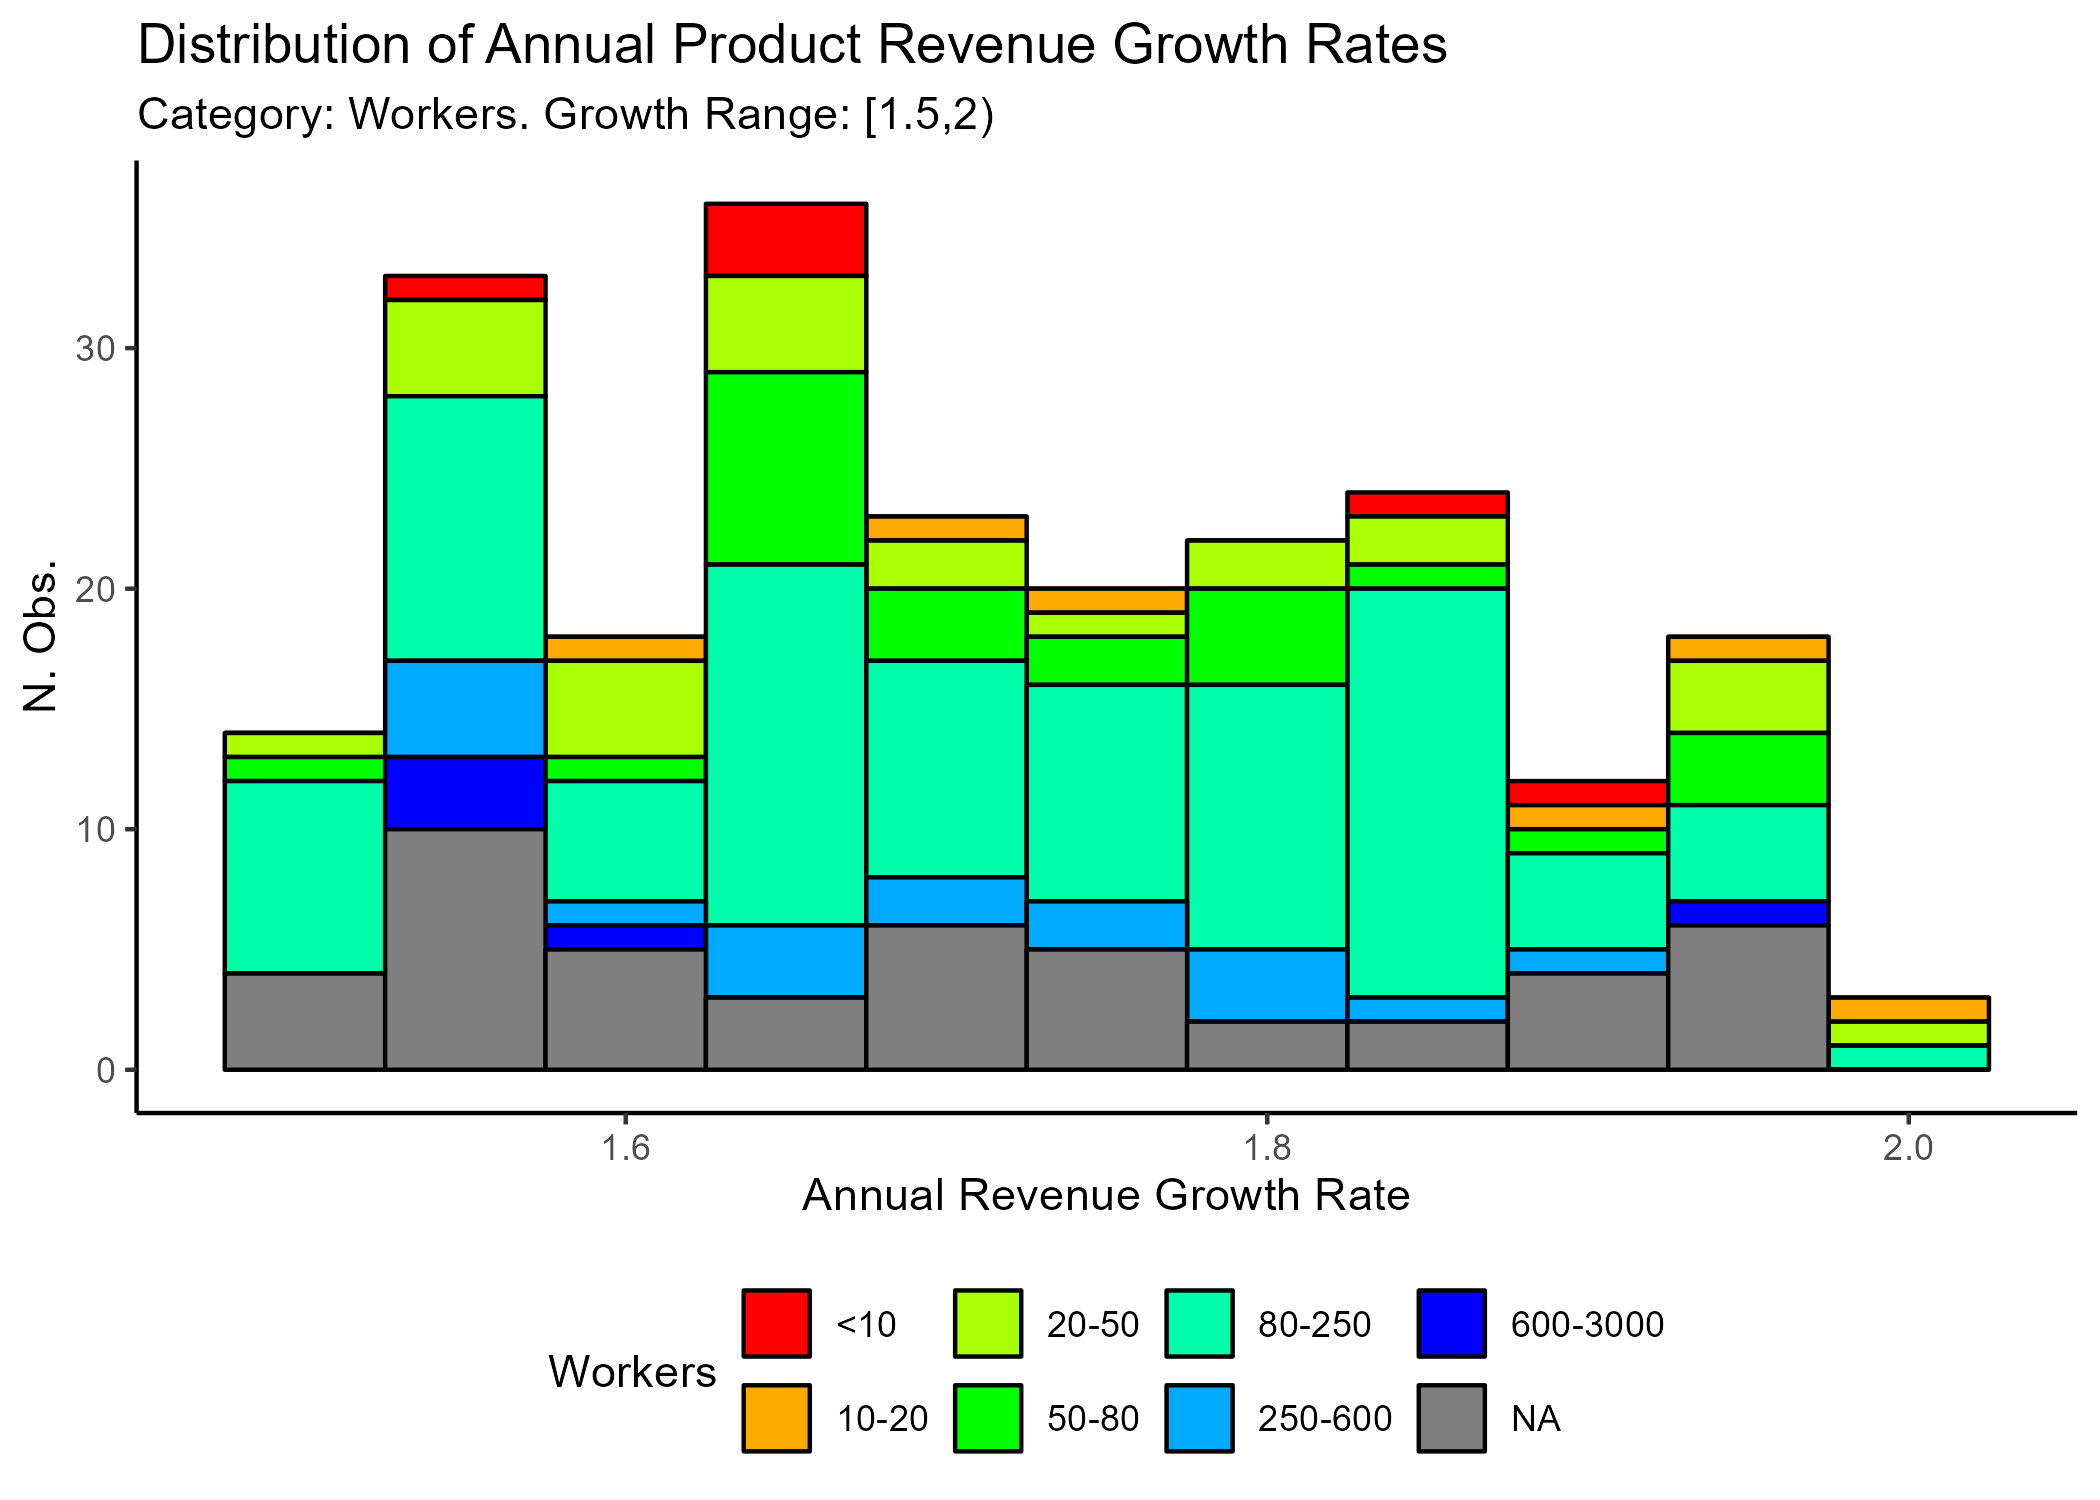 Distribution of Annual Product Revenue Growth Rates
Category: Workers. Growth Range: [1.5,2)
N. Obs.
30
20
10
0
1.6 1.8 2.0
Annual Revenue Growth Rate
Workers
<10 20-50 80-250 600-3000
10-20 50-80 250-600 NA